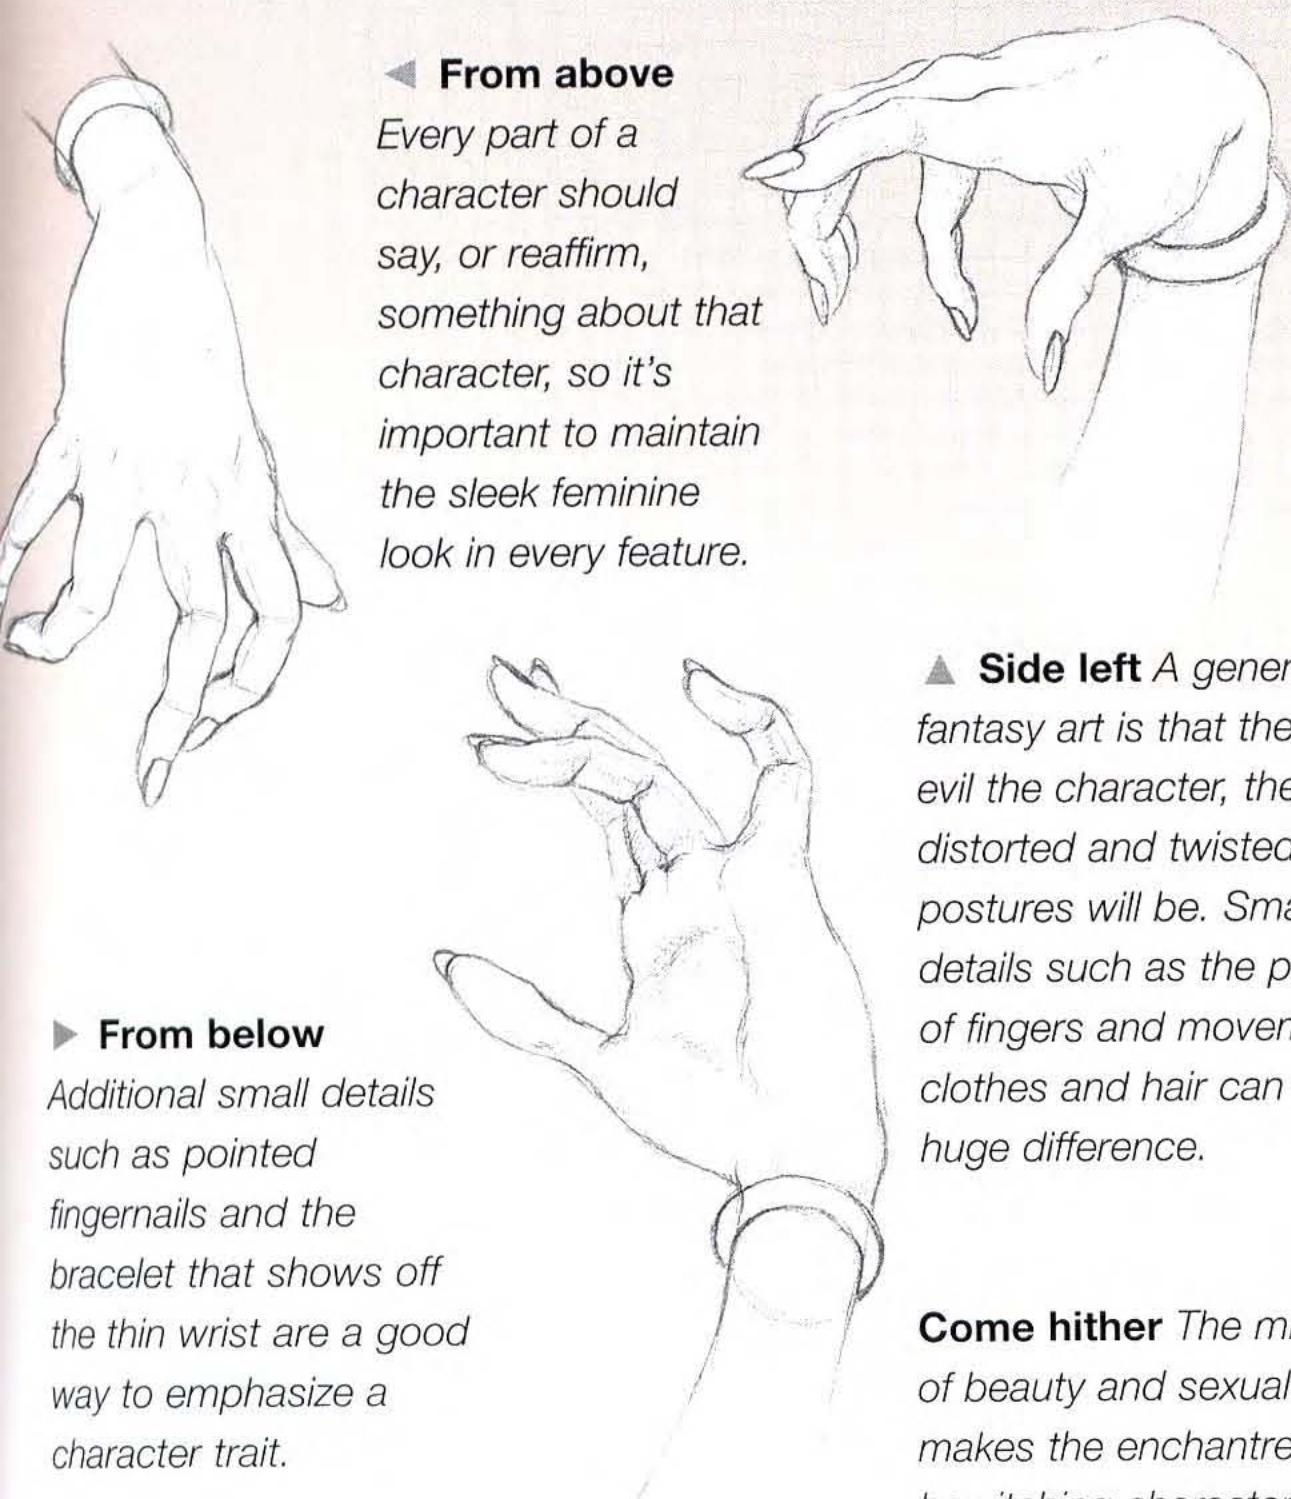 From above
Every part of a
character should
say, or reaffirm,
something about that
character, so it's
important to maintain
the sleek feminine
look in every feature.
Side left A gener
fantasy art is that the
evil the character, the
distorted and twisted
postures will be. Sma
details such as the p
of fingers and moven
clothes and hair can
huge difference.
From below
Additional small details
such as pointed
fingernails and the
bracelet that shows off
the thin wrist are a good
way to emphasize a
character trait.
Come hither The mi
of beauty and sexual
makes the enchantre